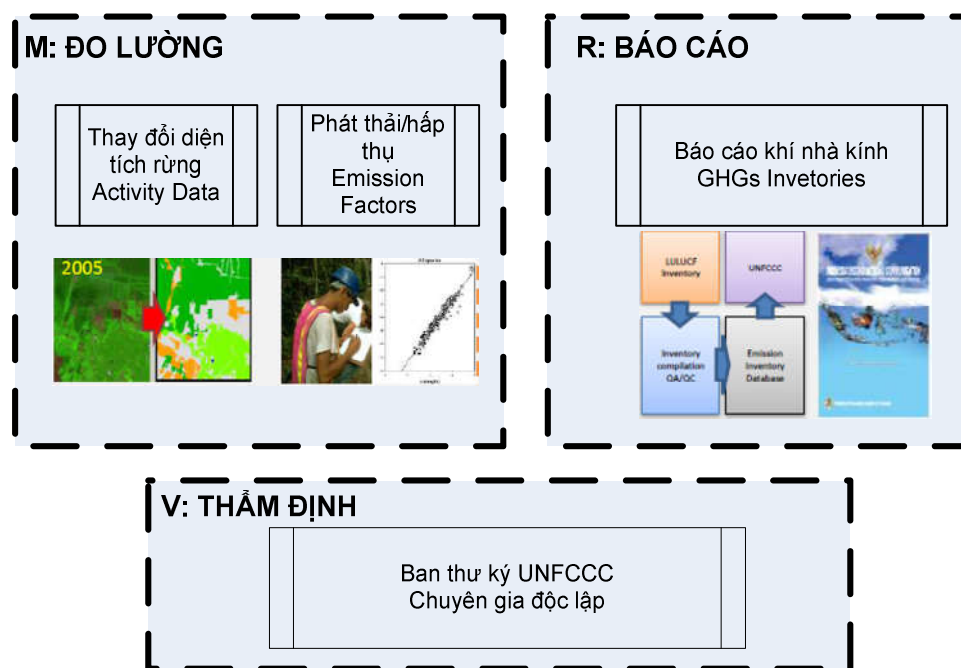 M: ĐO LƯỜNG
Thay đổi diện
tích rừng
Activity Data
Phát thải/hấp
thụ
Emission
Factors
2005
R: BÁO CÁO
Báo cáo khí nhà kính
GHGs Invetories
LULUCF
Inventory
UNFCCC
Inventory
compilation
QA/QC
Emission
Inventory
Database
V: THẨM ĐỊNH
Ban thư ký UNFCCC
Chuyên gia độc lập